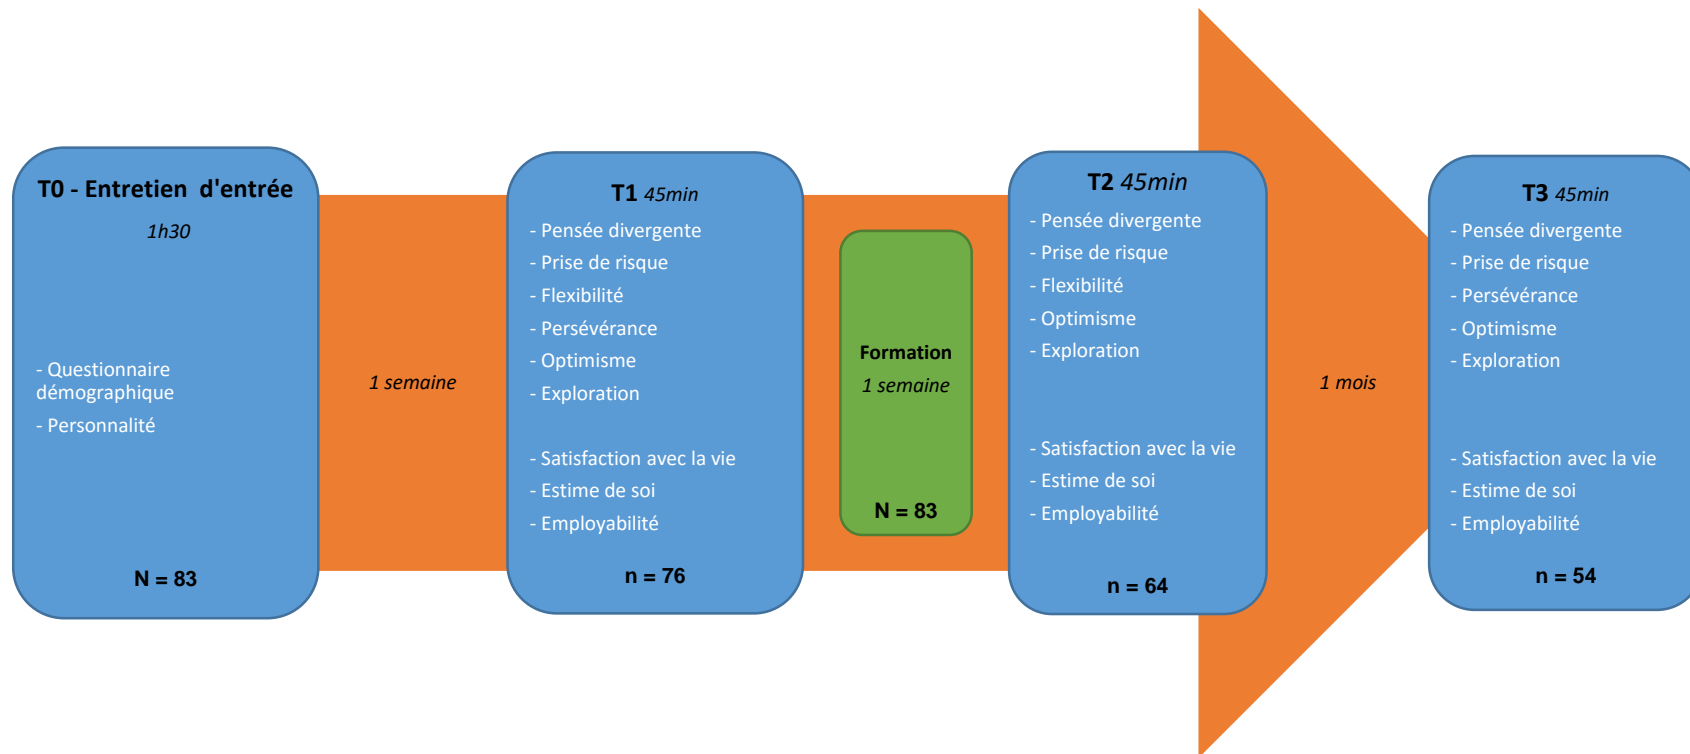 T0 - Entretien d'entrée
1h30
- Questionnaire
démographique
- Personnalité
N = 83
1 semaine
T1 45min
- Pensée divergente
- Prise de risque
- Flexibilité
- Persévérance
- Optimisme
- Exploration
- Satisfaction avec la vie
- Estime de soi
- Employabilité
n = 76
Formation
1 semaine
N = 83
T2 45min
- Pensée divergente
- Prise de risque
- Flexibilité
- Optimisme
- Exploration
- Satisfaction avec la vie
- Estime de soi
- Employabilité
n = 64
1 mois
T3 45min
- Pensée divergente
- Prise de risque
- Persévérance
- Optimisme
- Exploration
- Satisfaction avec la vie
- Estime de soi
- Employabilité
n = 54